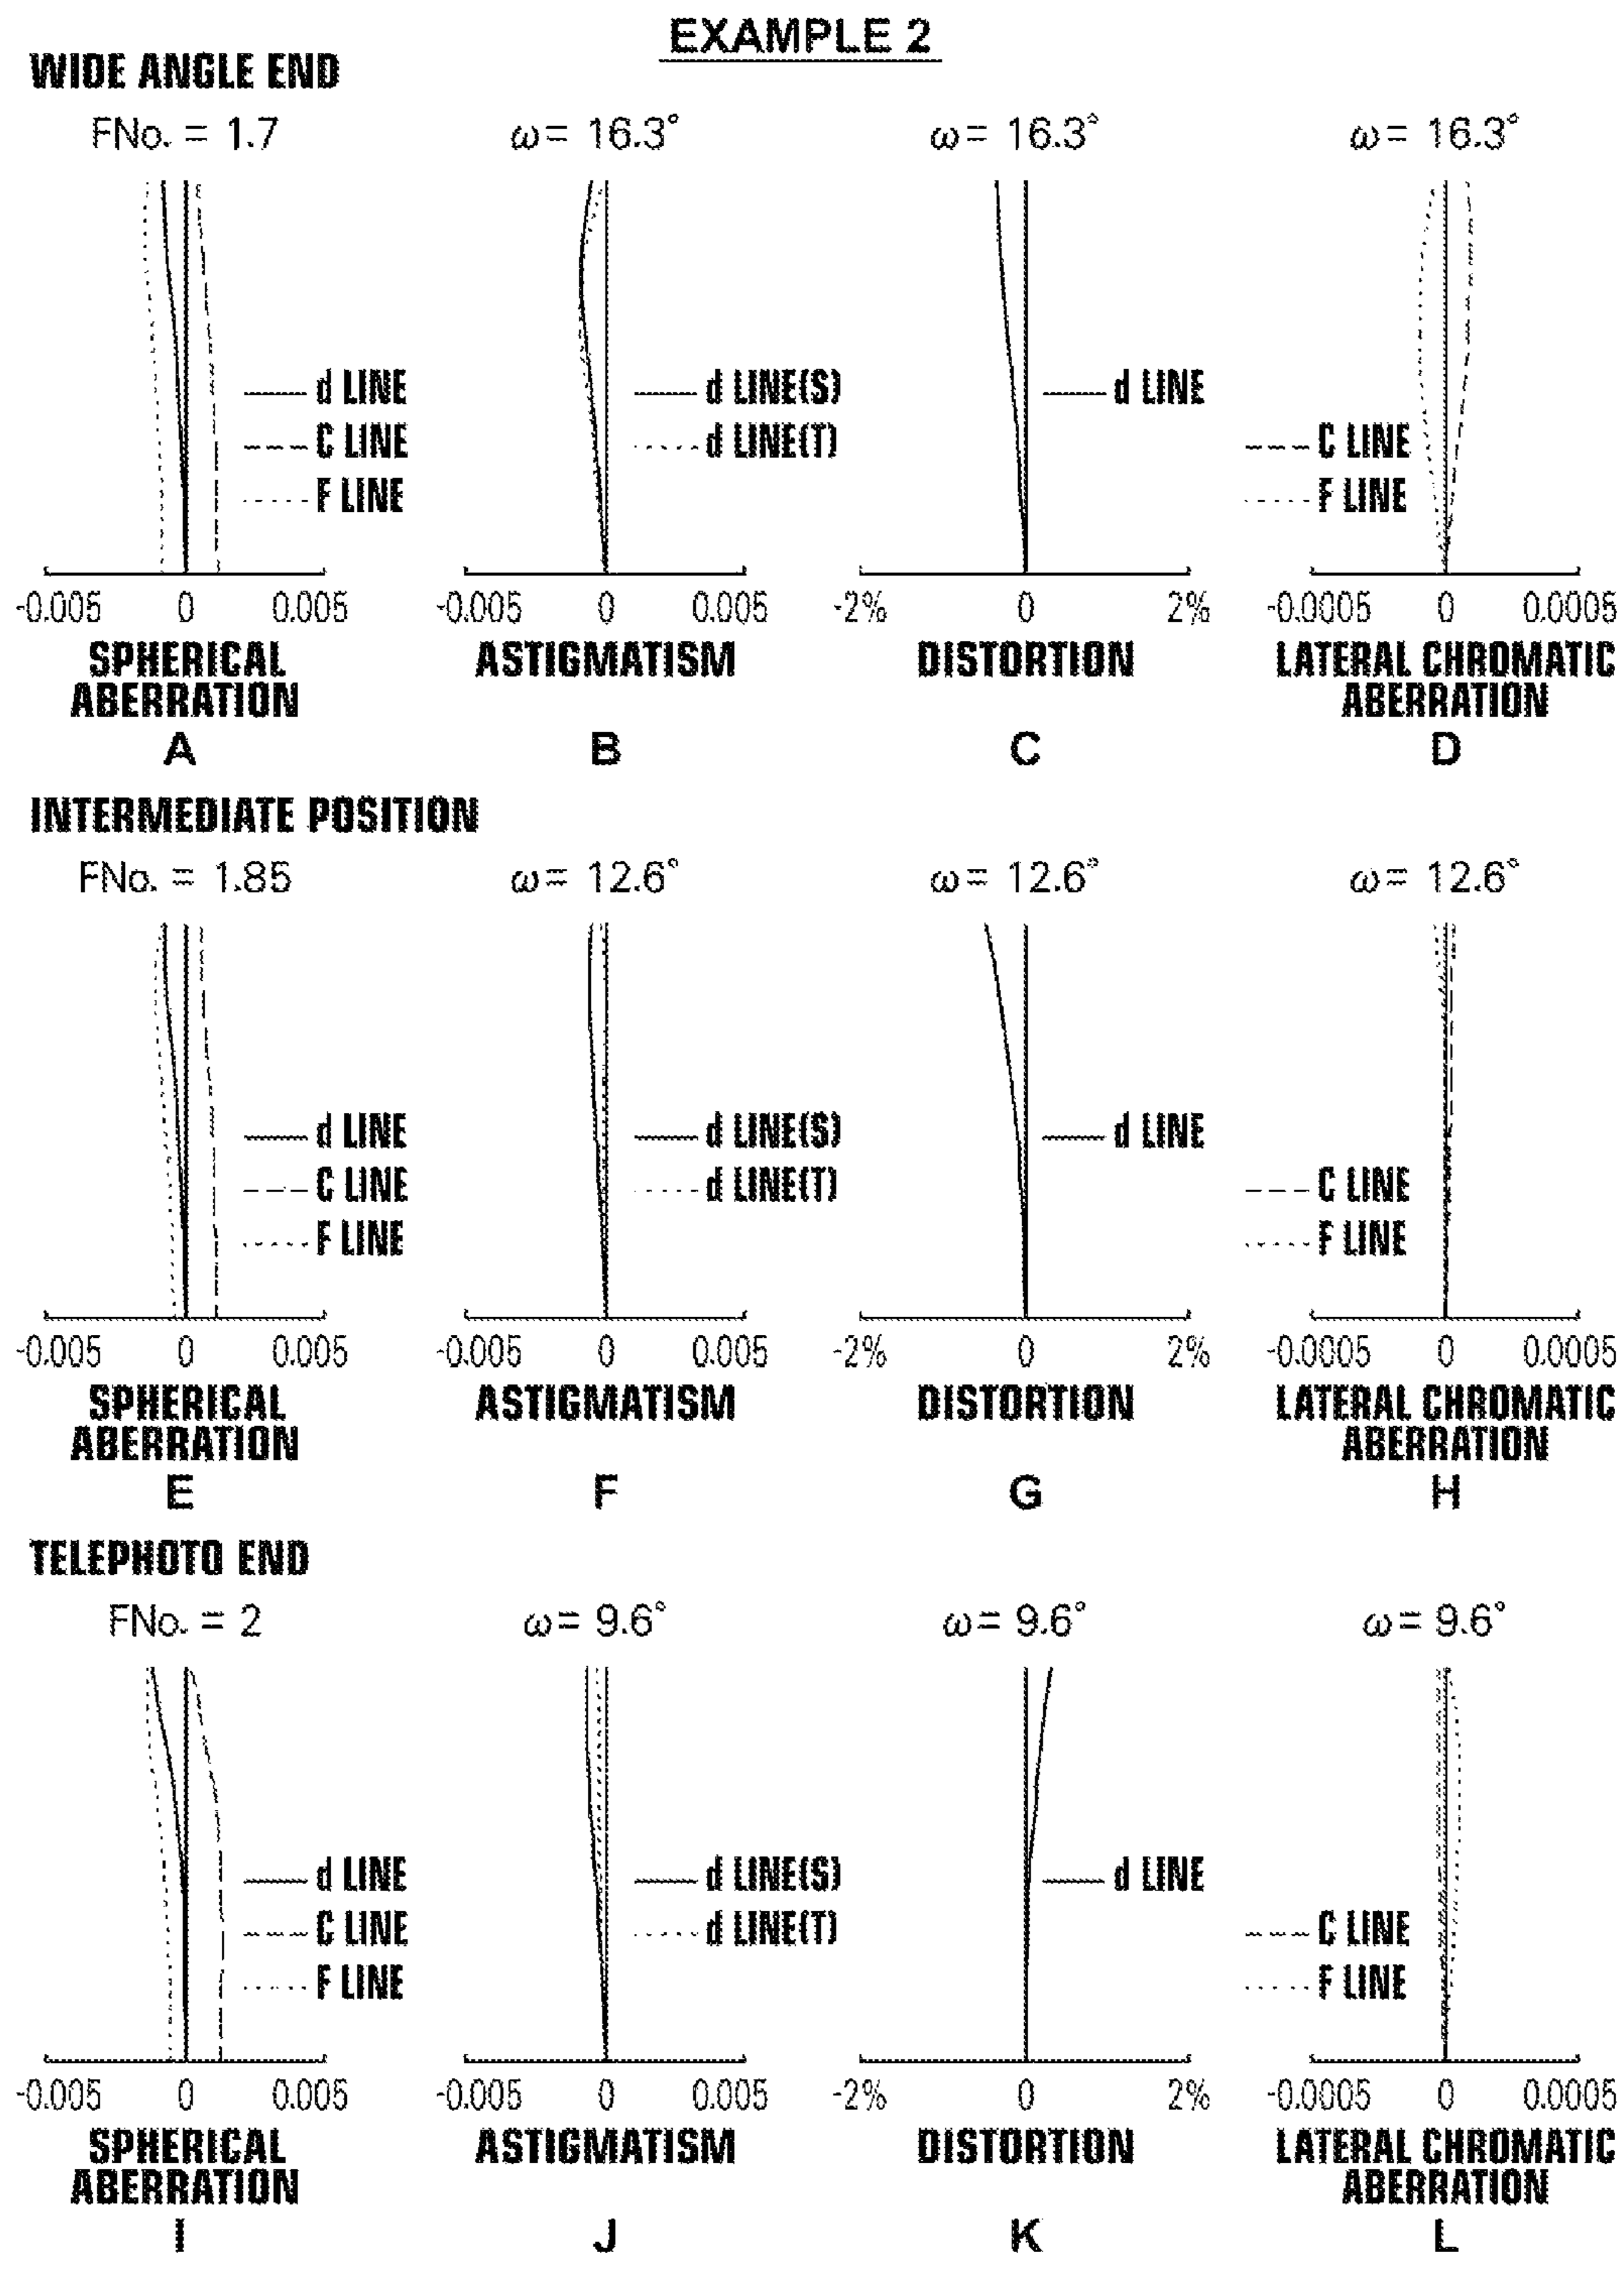 EXAMPLE 2
WIDE ANGLE END
FNo. = 1.7
ω= 16.3°
ω= 16.3°
ω= 16.3°
d LINE
C LINE
F LINE
d LINE(S)
d LINE(T)
d LINE
C LINE
F LINE
-0.005 0 0.005
-0.005 0 0.005
-2% 0 2%
-0.0005 0 0.0005
SPHERICAL
ABERRATION
ASTIGMATISM
DISTORTION
LATERAL CHROMATIC
ABERRATION
A
B
C
D
INTERMEDIATE POSITION
FNo. = 1.85
ω= 12.6°
ω= 12.6°
ω= 12.6°
d LINE
C LINE
F LINE
d LINE(S)
d LINE(T)
d LINE
C LINE
F LINE
-0.005 0 0.005
-0.005 0 0.005
-2% 0 2%
-0.0005 0 0.0005
SPHERICAL
ABERRATION
ASTIGMATISM
DISTORTION
LATERAL CHROMATIC
ABERRATION
E
F
G
H
TELEPHOTO END
FNo. = 2
ω= 9.6°
ω= 9.6°
ω= 9.6°
d LINE
C LINE
F LINE
d LINE(S)
d LINE(T)
d LINE
C LINE
F LINE
-0.005 0 0.005
-0.005 0 0.005
-2% 0 2%
-0.0005 0 0.0005
SPHERICAL
ABERRATION
ASTIGMATISM
DISTORTION
LATERAL CHROMATIC
ABERRATION
I
J
K
L